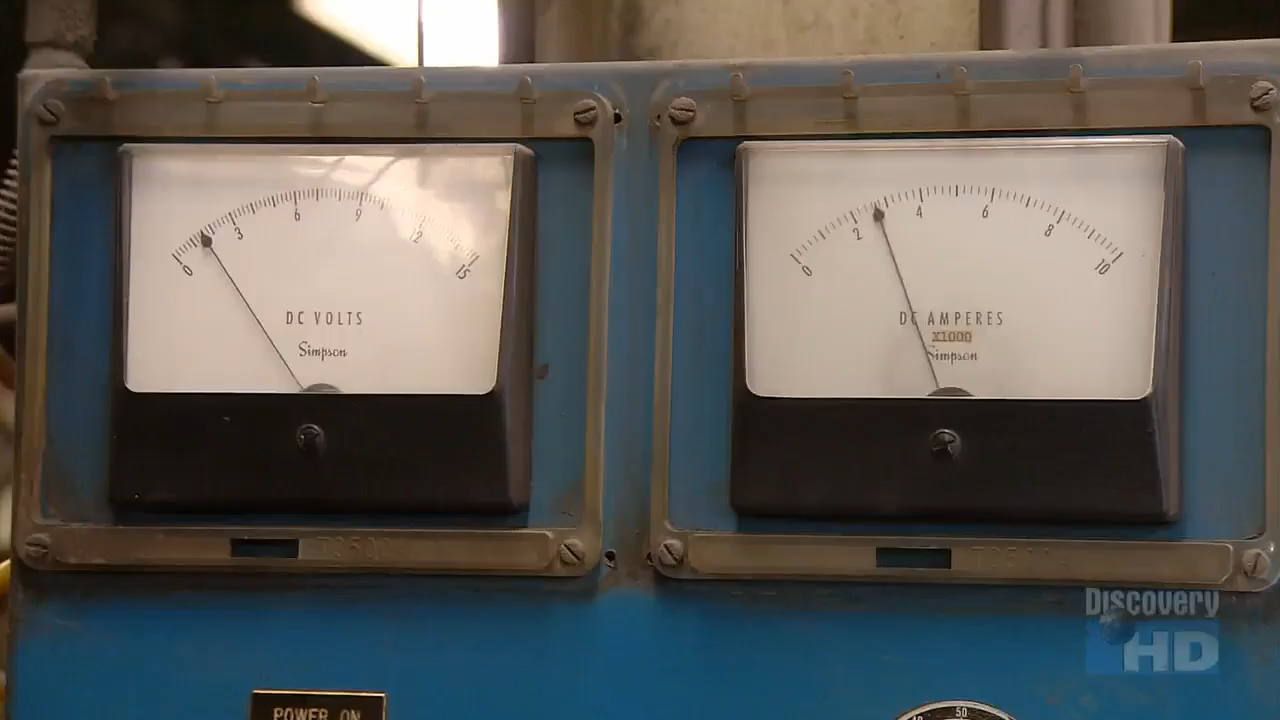 0 3 6 9 12 15
DC VOLTS
Simpson
0 2 4 6 8 10
DC AMPERES
X1000
Simpson
Discovery
HD
POWER ON
50